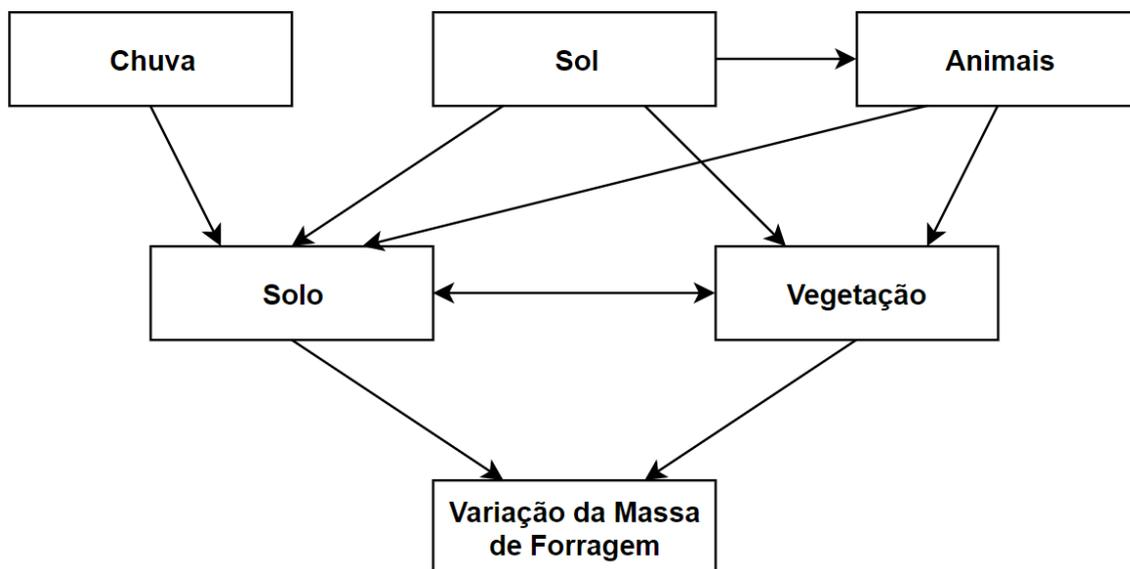 Chuva
Sol
Animais
Solo
Vegetação
Variação da Massa
de Forragem